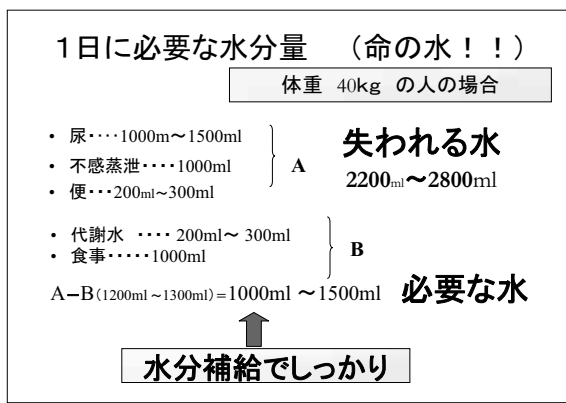 1日に必要な水分量 （命の水！！）
体重 40kg の人の場合
• 尿‥‥1000m～1500ml
• 不感蒸泄‥‥1000ml
• 便･･･200ml～300ml
A
失われる水
2200ml～2800ml
• 代謝水 ‥‥ 200ml～ 300ml
• 食事‥‥･1000ml
B
A－B(1200ml～1300ml)=1000ml ～1500ml 必要な水
水分補給でしっかり